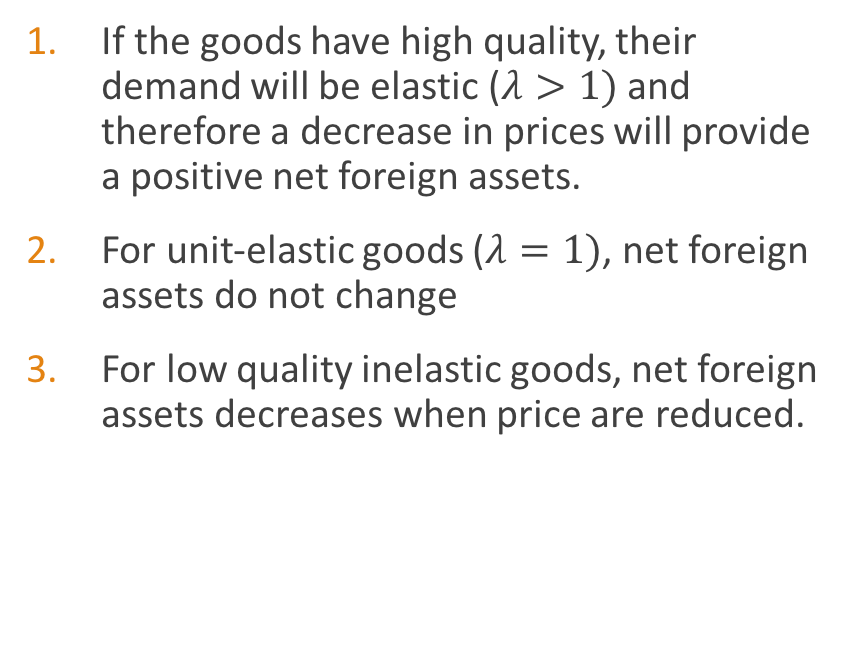 1. If the goods have high quality, their
demand will be elastic (𝜆 > 1) and
therefore a decrease in prices will provide
a positive net foreign assets.
2. For unit-elastic goods (𝜆 = 1), net foreign
assets do not change
3. For low quality inelastic goods, net foreign
assets decreases when price are reduced.